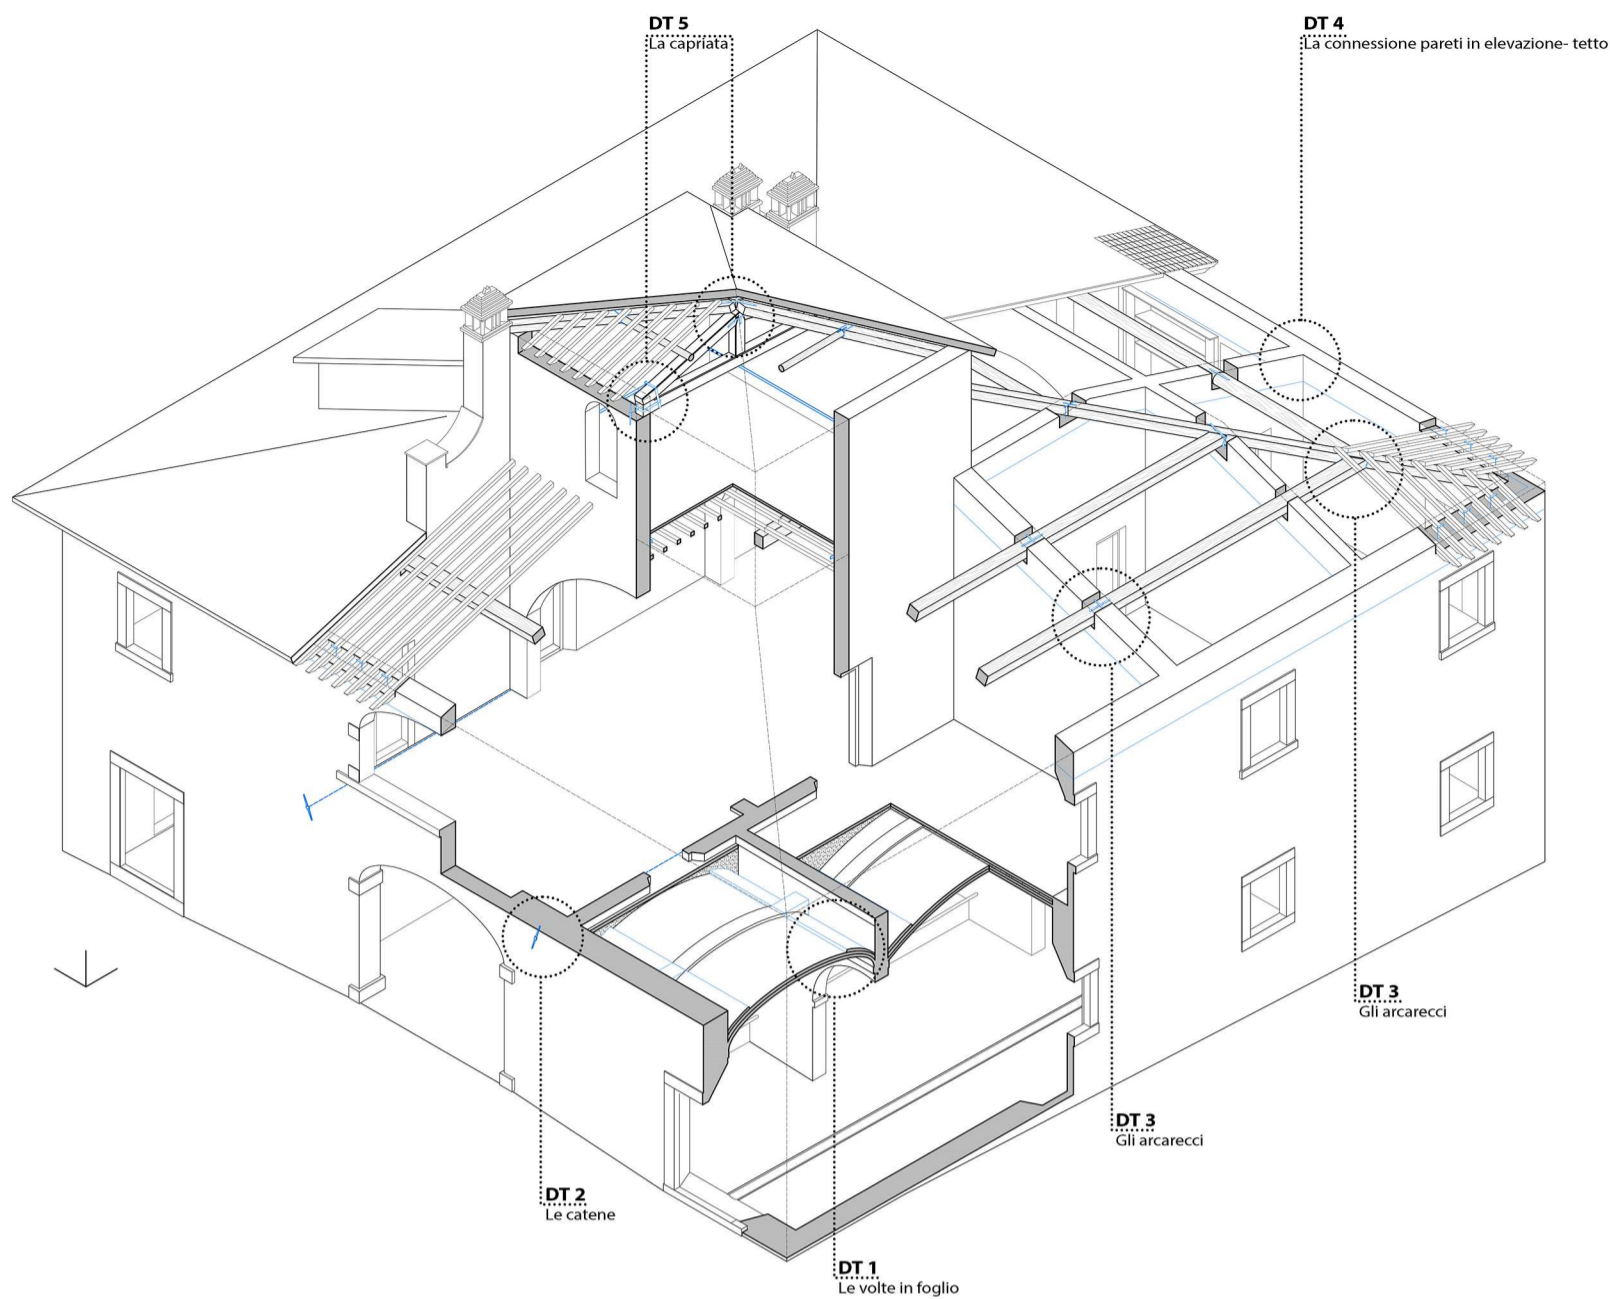 DT 5
La capriata
DT 4
La connessione pareti in elevazione- tetto
DT 3
Gli arcarecci
DT 3
Gli arcarecci
DT 2
Le catene
DT 1
Le volte in foglio